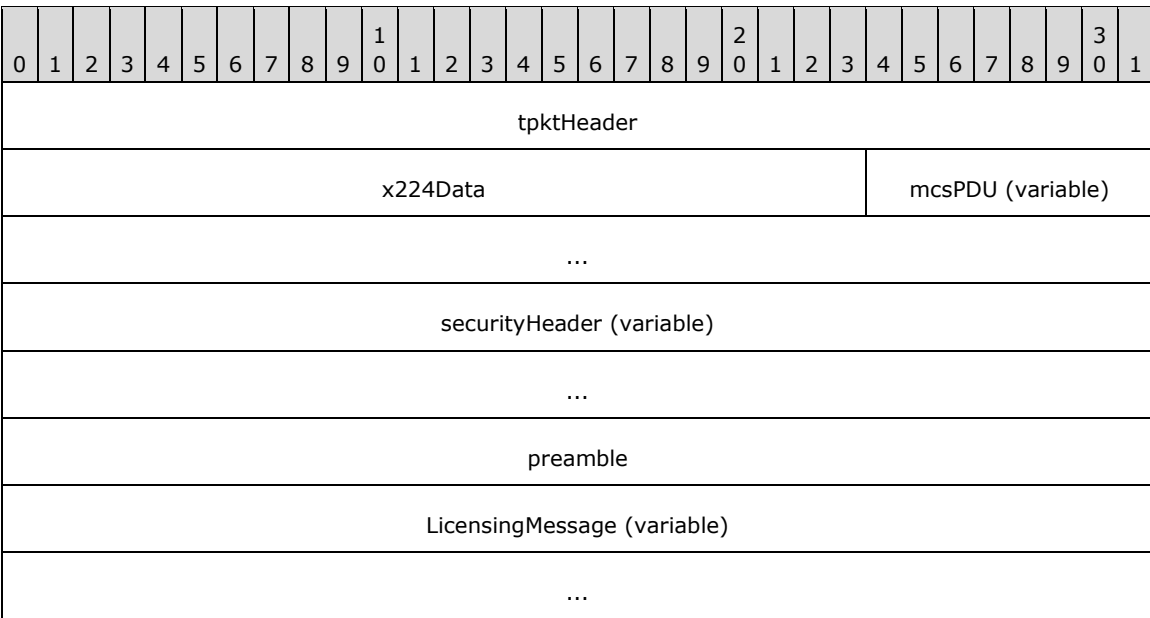 1 2 3
0 1 2 3 4 5 6 7 8 9 0 1 2 3 4 5 6 7 8 9 0 1 2 3 4 5 6 7 8 9 0 1
tpktHeader
x224Data mcsPDU (variable)
...
securityHeader (variable)
...
preamble
LicensingMessage (variable)
...